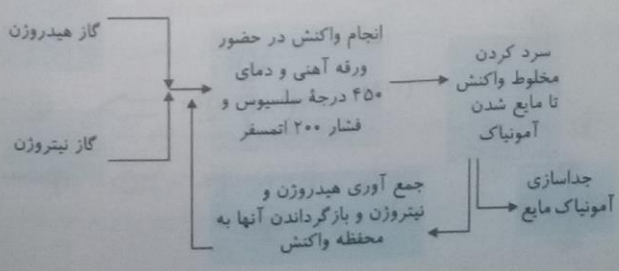 گاز هیدروژن
گاز نیتروژن
انجام واکنش در حضور
ورقه آهنی و دمای
۴۵۰ درجهٔ سلسیوس و
فشار ۲۰۰ اتمسفر
سرد کردن
مخلوط واکنش
تا مایع شدن
آمونیاک
جداسازی
آمونیاک مایع
جمع آوری هیدروژن و
نیتروژن و بازگرداندن آنها به
محفظه واکنش